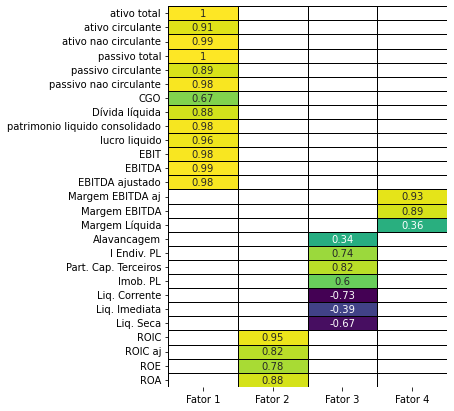 ativo total 1
ativo circulante 0.91
ativo nao circulante 0.99
passivo total 1
passivo circulante 0.89
passivo nao circulante 0.98
CGO 0.67
Dívida líquida 0.88
patrimonio liquido consolidado 0.98
lucro liquido 0.96
EBIT 0.98
EBITDA 0.99
EBITDA ajustado 0.98
Margem EBITDA aj 0.93
Margem EBITDA 0.89
Margem Líquida 0.36
Alavancagem 0.34
I Endiv. PL 0.74
Part. Cap. Terceiros 0.82
Imob. PL 0.6
Liq. Corrente -0.73
Liq. Imediata -0.39
Liq. Seca -0.67
ROIC 0.95
ROIC aj 0.82
ROE 0.78
ROA 0.88
Fator 1 Fator 2 Fator 3 Fator 4